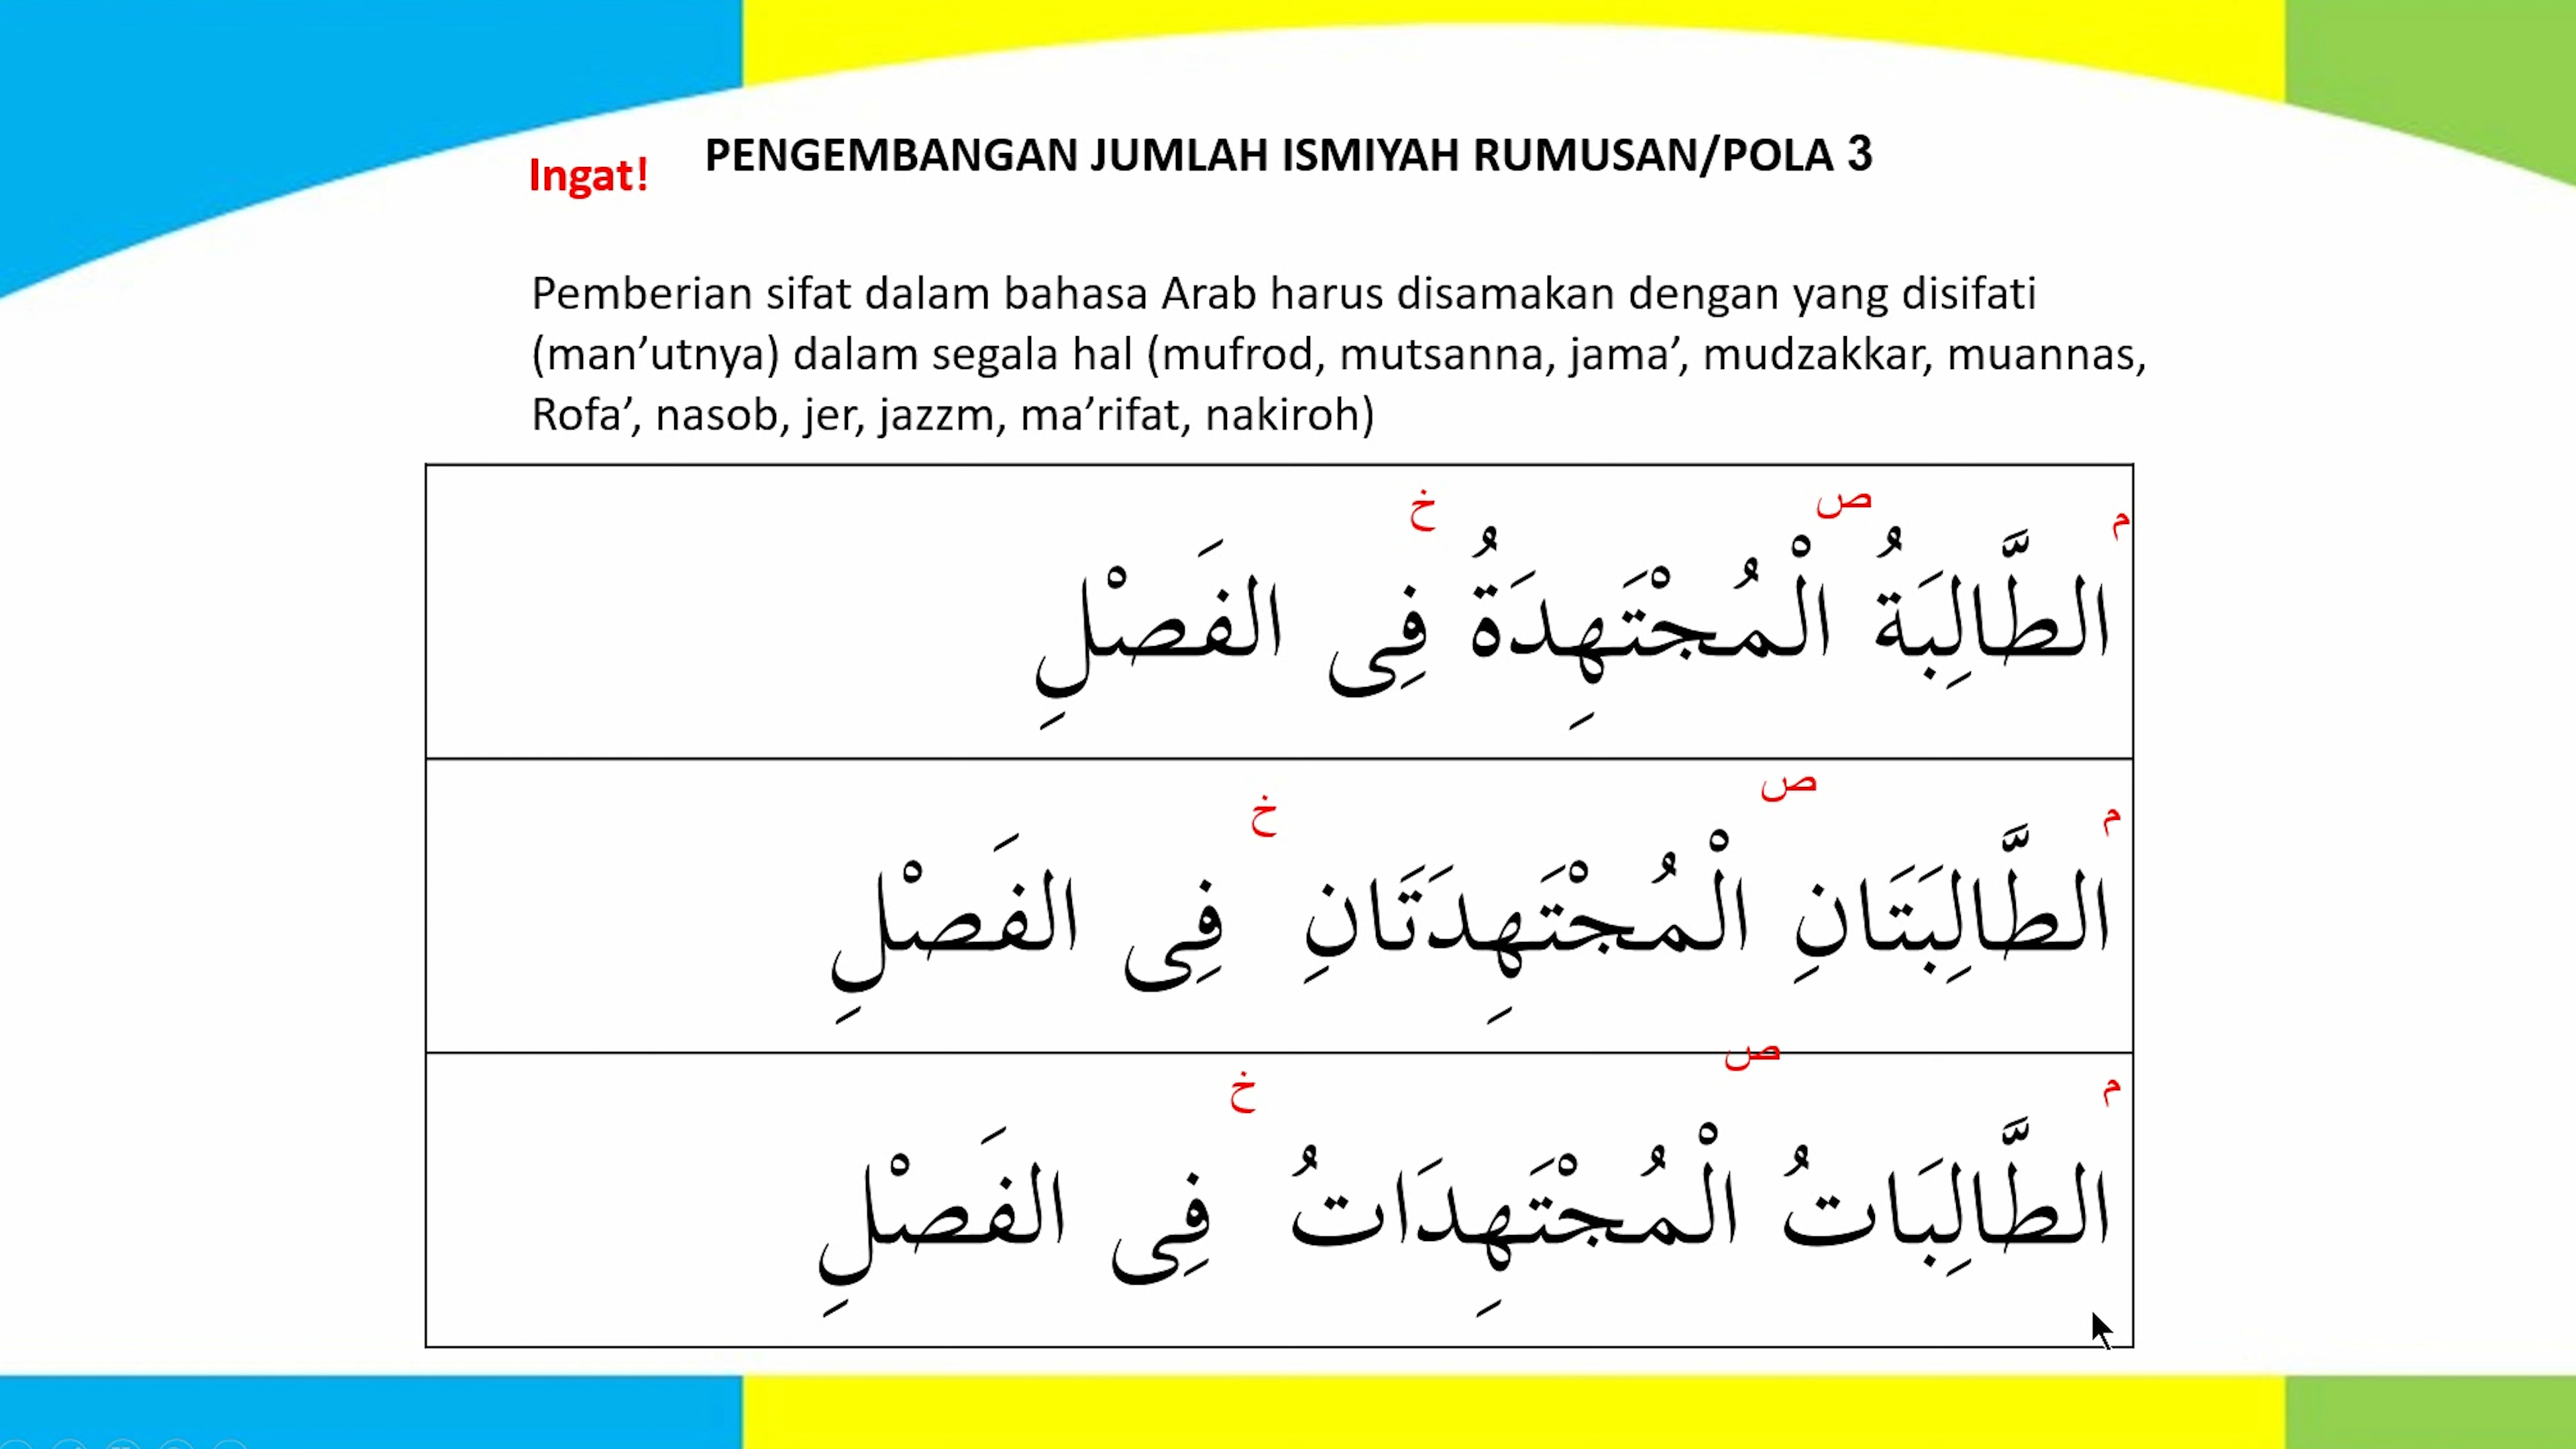 PENGEMBANGAN JUMLAH ISMIYAH RUMUSAN/POLA 3
Ingat!
Pemberian sifat dalam bahasa Arab harus disamakan dengan yang disifati
(man’utnya) dalam segala hal (mufrod, mutsanna, jama’, mudzakkar, muannas,
Rofa’, nasob, jer, jazzm, ma’rifat, nakiroh)
م ص خ
الطَّالِبَةُ الْمُجْتَهِدَةُ فِى الفَصْلِ
م ص خ
الطَّالِبَتَانِ الْمُجْتَهِدَتَانِ فِى الفَصْلِ
م ص خ
الطَّالِبَاتُ الْمُجْتَهِدَاتُ فِى الفَصْلِ